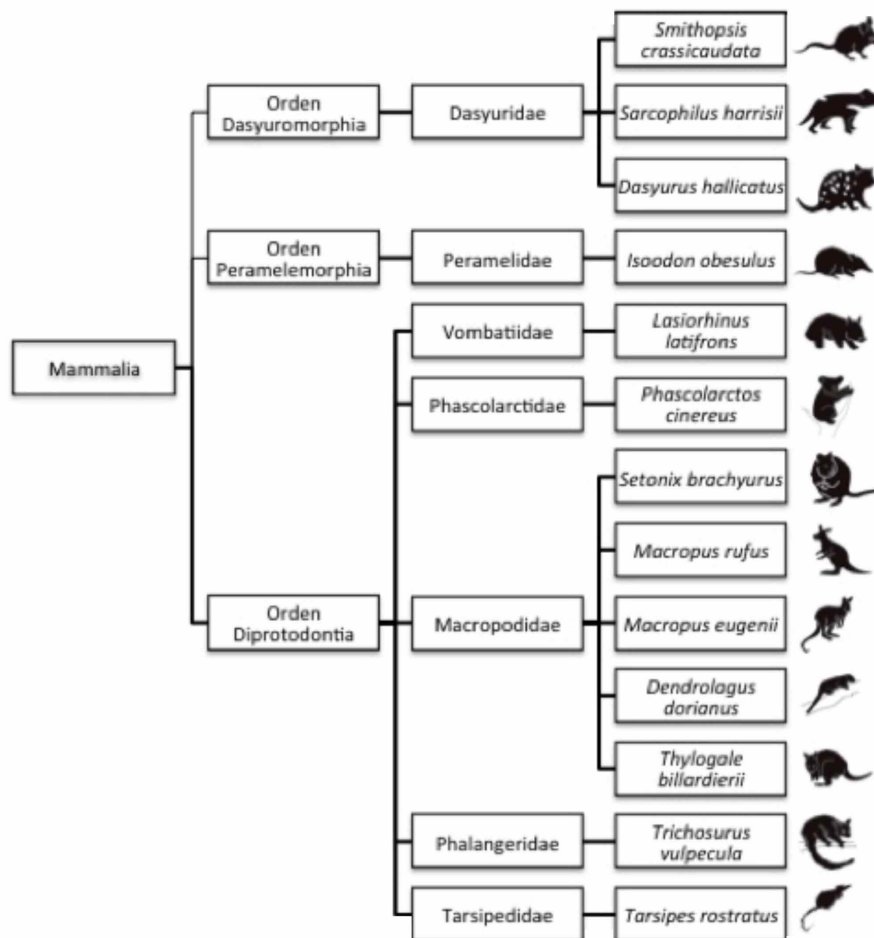 Smithopsis
crassicaudata
Orden
Dasyuromorphia
Dasyuridae
Sarcophilus harrisii
Dasyurus hallicatus
Orden
Peramelemorphia
Peramelidae
Isoodon obesulus
Mammalia
Vombatiidae
Lasiorhinus
latifrons
Phascolarctidae
Phascolarctos
cinereus
Setonix brachyurus
Macropus rufus
Orden
Diprotodontia
Macropodidae
Macropus eugenii
Dendrolagus
dorianus
Thylogale
billardierii
Phalangeridae
Trichosurus
vulpecula
Tarsipedidae
Tarsipes rostratus